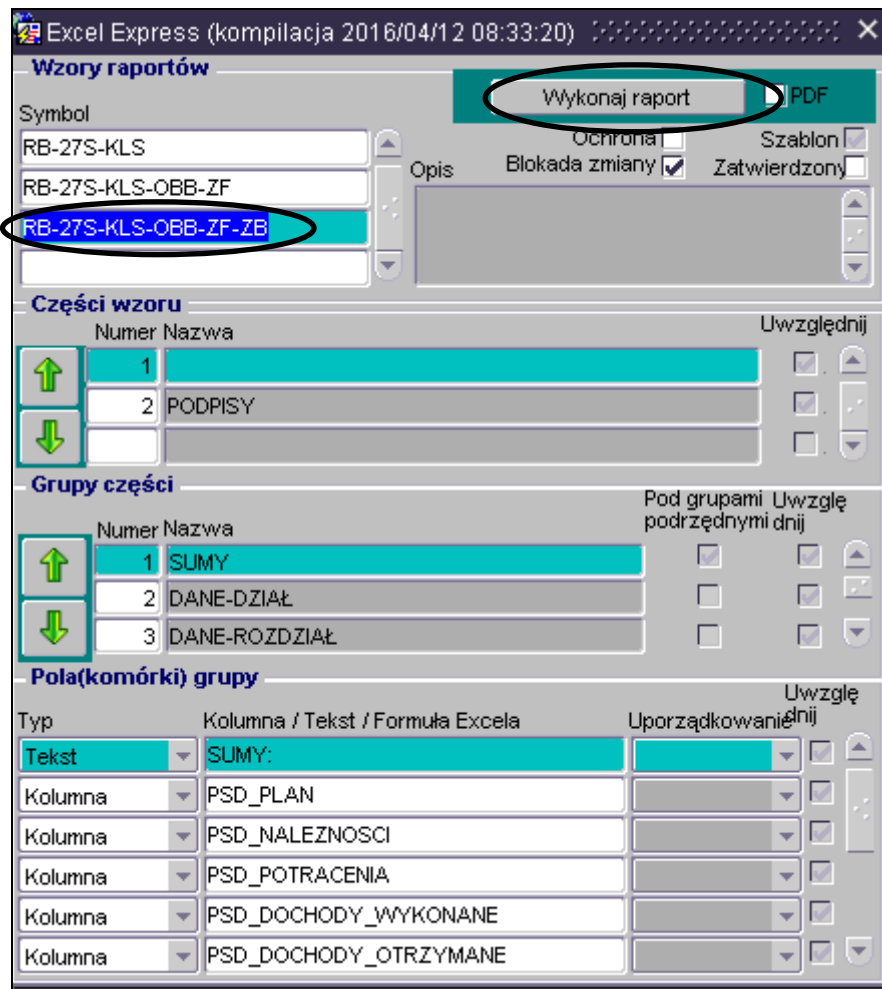 Excel Express (kompilacja 2016/04/12 08:33:20)
Wzory raportów
Wykonaj raport PDF
Symbol
Ochrona Szablon
RB-27S-KLS
Opis Blokada zmiany Zatwierdzony
RB-27S-KLS-OBB-ZF
RB-27S-KLS-OBB-ZF-ZB
Części wzoru
Numer Nazwa Uwzględnij
1 .
2 PODPISY .
.
Grupy części
Pod grupami Uwzglę
podrzędnymi dnij
Numer Nazwa
1 SUMY
2 DANE-DZIAŁ
3 DANE-ROZDZIAŁ
Pola(komórki) grupy
Uwzglę
Typ Kolumna / Tekst / Formuła Excela Uporządkowanie dnij
Tekst SUMY:
Kolumna PSD_PLAN
Kolumna PSD_NALEZNOSCI
Kolumna PSD_POTRACENIA
Kolumna PSD_DOCHODY_WYKONANE
Kolumna PSD_DOCHODY_OTRZYMANE